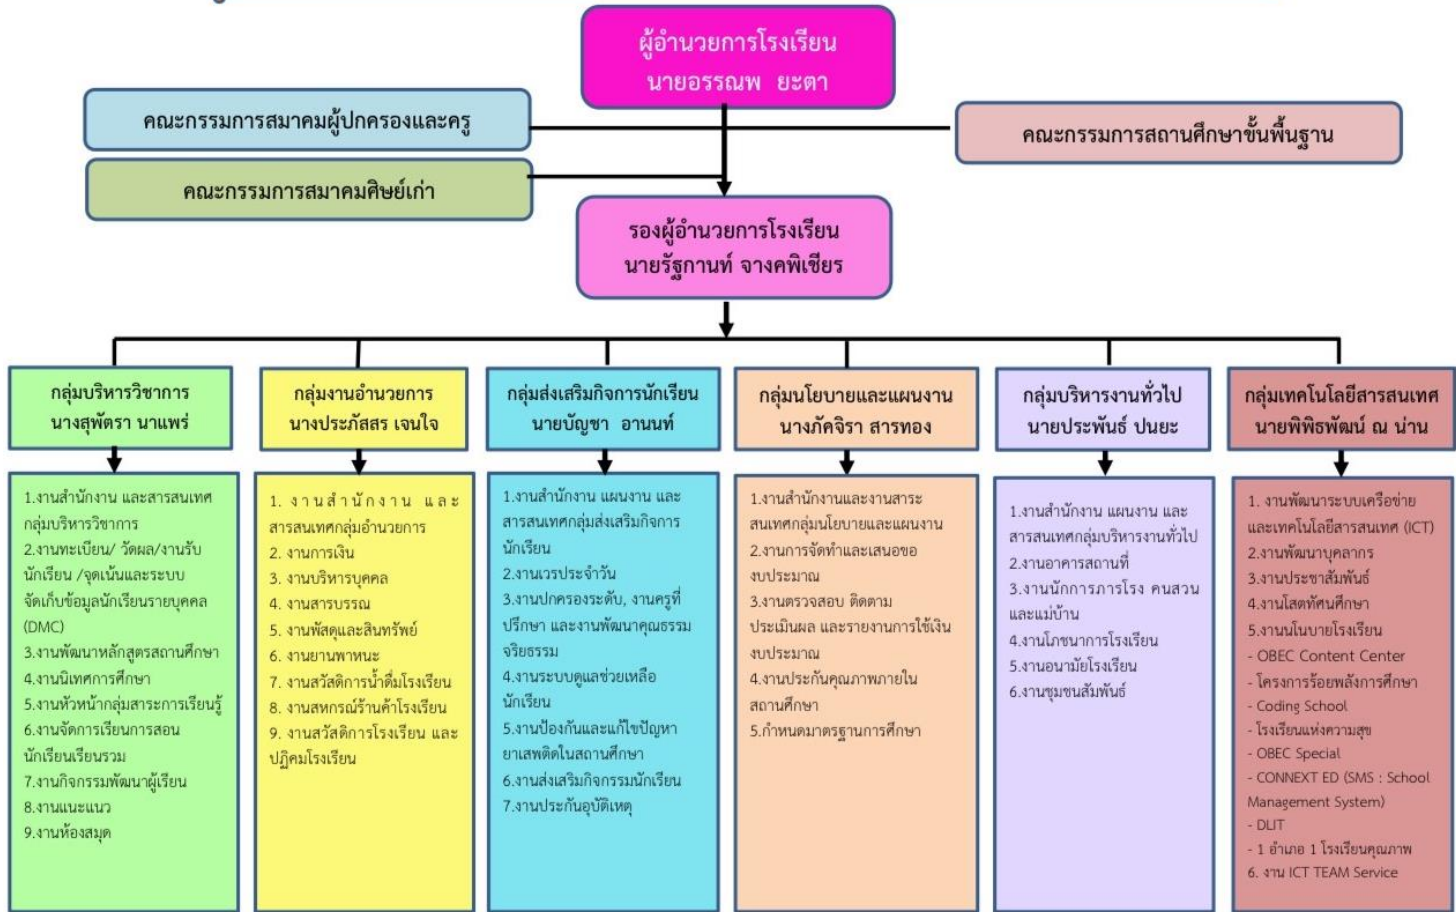 ผู้อำนวยการโรงเรียน
นายอรรณพ ยะตา
คณะกรรมการสมาคมผู้ปกครองและครู
คณะกรรมการสถานศึกษาขั้นพื้นฐาน
คณะกรรมการสมาคมศิษย์เก่า
รองผู้อำนวยการโรงเรียน
นายรัฐกานท์ จางคพิเชียร
กลุ่มบริหารวิชาการ
นางสุพัตรา นาแพร่
1.งานสำนักงาน และสารสนเทศ
กลุ่มบริหารวิชาการ
2.งานทะเบียน/ วัดผล/งานรับ
นักเรียน /จุดเน้นและระบบ
จัดเก็บข้อมูลนักเรียนรายบุคคล
(DMC)
3.งานพัฒนาหลักสูตรสถานศึกษา
4.งานนิเทศการศึกษา
5.งานหัวหน้ากลุ่มสาระการเรียนรู้
6.งานจัดการเรียนการสอน
นักเรียนเรียนรวม
7.งานกิจกรรมพัฒนาผู้เรียน
8.งานแนะแนว
9.งานห้องสมุด
กลุ่มงานอำนวยการ
นางประภัสสร เจนใจ
1. งานสำนักงาน และ
สารสนเทศกลุ่มอำนวยการ
2. งานการเงิน
3. งานบริหารบุคคล
4. งานสารบรรณ
5. งานพัสดุและสินทรัพย์
6. งานยานพาหนะ
7. งานสวัสดิการน้ำดื่มโรงเรียน
8. งานสหกรณ์ร้านค้าโรงเรียน
9. งานสวัสดิการโรงเรียน และ
ปฏิคมโรงเรียน
กลุ่มส่งเสริมกิจการนักเรียน
นายบัญชา อานนท์
1.งานสำนักงาน แผนงาน และ
สารสนเทศกลุ่มส่งเสริมกิจการ
นักเรียน
2.งานเวรประจำวัน
3.งานปกครองระดับ, งานครูที่
ปรึกษา และงานพัฒนาคุณธรรม
จริยธรรม
4.งานระบบดูแลช่วยเหลือ
นักเรียน
5.งานป้องกันและแก้ไขปัญหา
ยาเสพติดในสถานศึกษา
6.งานส่งเสริมกิจกรรมนักเรียน
7.งานประกันอุบัติเหตุ
กลุ่มนโยบายและแผนงาน
นางภัคจิรา สารทอง
1.งานสำนักงานและงานสาระ
สนเทศกลุ่มนโยบายและแผนงาน
2.งานการจัดทำและเสนอขอ
งบประมาณ
3.งานตรวจสอบ ติดตาม
ประเมินผล และรายงานการใช้เงิน
งบประมาณ
4.งานประกันคุณภาพภายใน
สถานศึกษา
5.กำหนดมาตรฐานการศึกษา
กลุ่มบริหารงานทั่วไป
นายประพันธ์ ปนยะ
1.งานสำนักงาน แผนงาน และ
สารสนเทศกลุ่มบริหารงานทั่วไป
2.งานอาคารสถานที่
3.งานนักการภารโรง คนสวน
และแม่บ้าน
4.งานโภชนาการโรงเรียน
5.งานอนามัยโรงเรียน
6.งานชุมชนสัมพันธ์
กลุ่มเทคโนโลยีสารสนเทศ
นายพิพิธพัฒน์ ณ น่าน
1. งานพัฒนาระบบเครือข่าย
และเทคโนโลยีสารสนเทศ (ICT)
2.งานพัฒนาบุคลากร
3.งานประชาสัมพันธ์
4.งานโสตทัศนศึกษา
5.งานนโนบายโรงเรียน
- OBEC Content Center
- โครงการร้อยพลังการศึกษา
- Coding School
- โรงเรียนแห่งความสุข
- OBEC Special
- CONNEXT ED (SMS : School
Management System)
- DLIT
- 1 อำเภอ 1 โรงเรียนคุณภาพ
6. งาน ICT TEAM Service